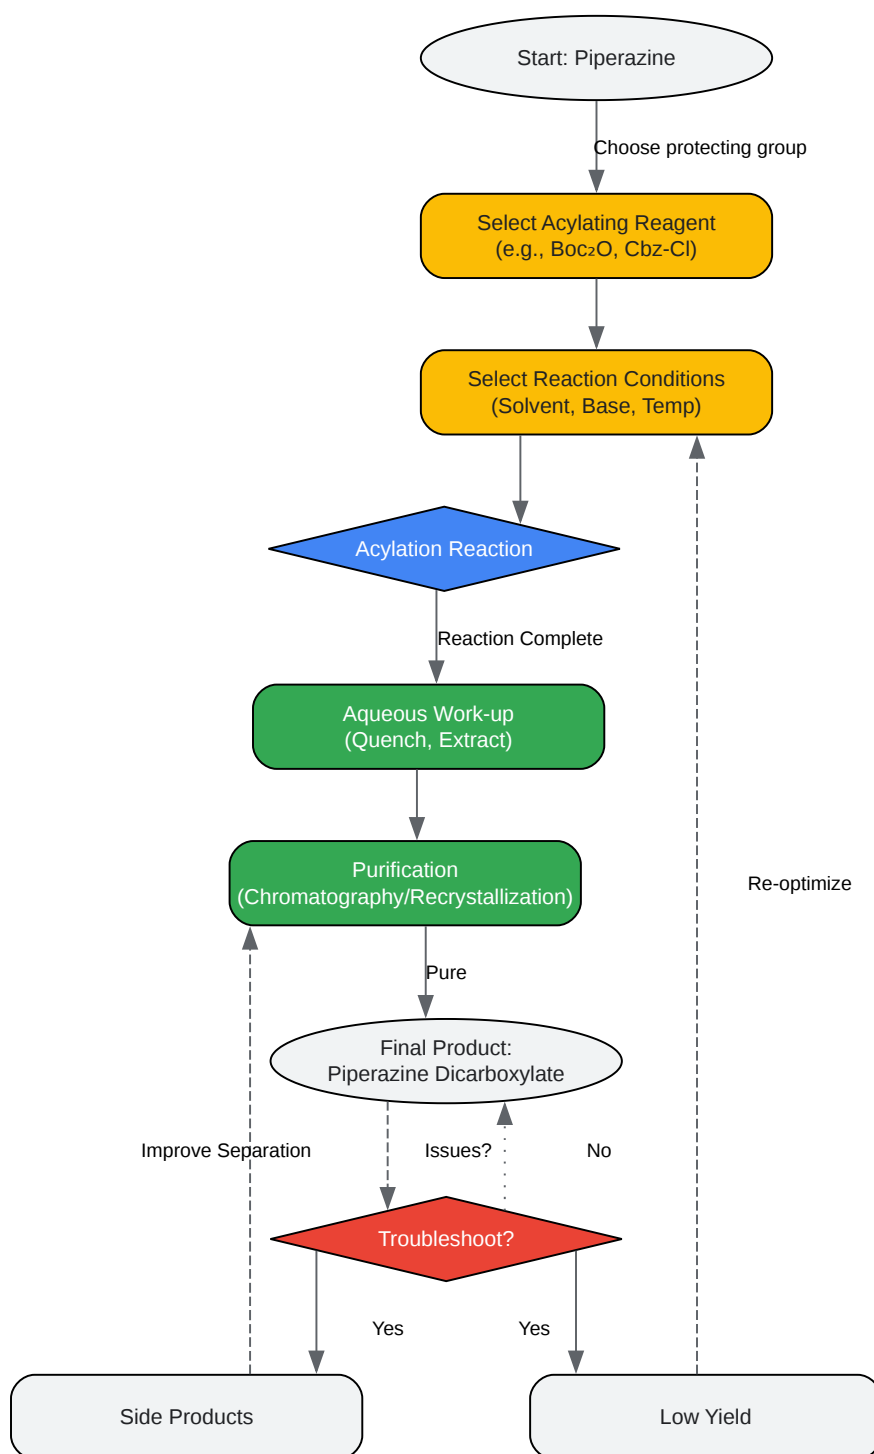 Start: Piperazine
Choose protecting group
Select Acylating Reagent
(e.g., Boc₂O, Cbz-Cl)
Select Reaction Conditions
(Solvent, Base, Temp)
Acylation Reaction
Reaction Complete
Aqueous Work-up
(Quench, Extract)
Purification
(Chromatography/Recrystallization)
Re-optimize
Pure
Final Product:
Piperazine Dicarboxylate
Improve Separation
Issues?
No
Troubleshoot?
Yes
Yes
Side Products
Low Yield